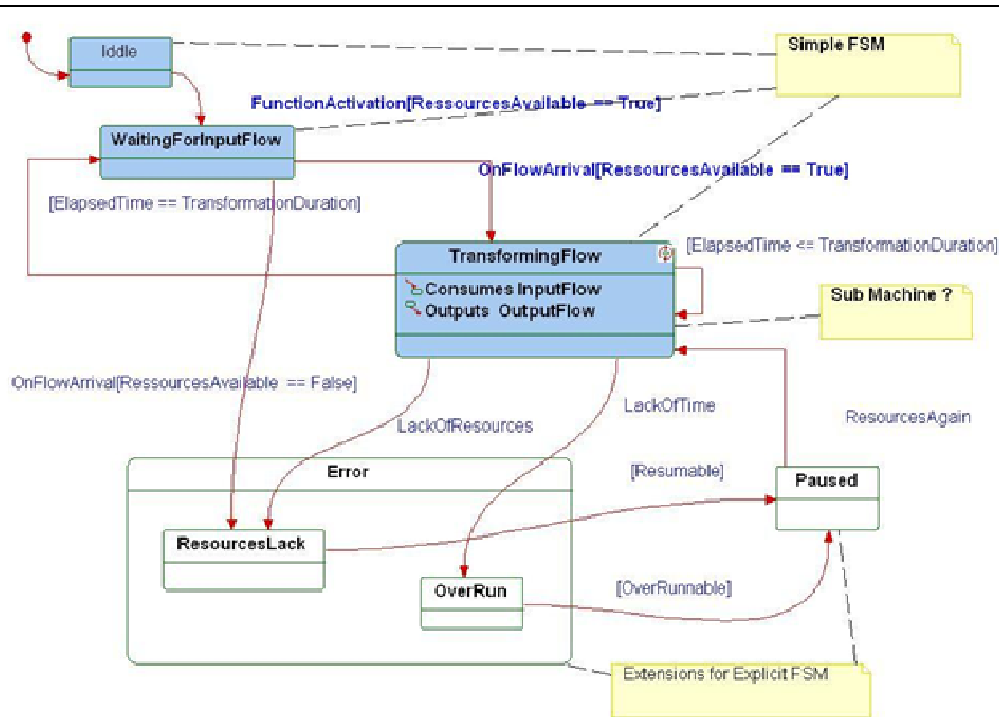 Iddle
Simple FSM
FunctionActivation[RessourcesAvailable == True]
WaitingForInputFlow
OnFlowArrival[RessourcesAvailable == True]
[ElapsedTime == TransformationDuration]
TransformingFlow
[ElapsedTime <= TransformationDuration]
Consumes InputFlow
Outputs OutputFlow
Sub Machine ?
OnFlowArrival[RessourcesAvailable == False]
LackOfResources
LackOfTime
ResourcesAgain
Error
[Resumable]
Paused
ResourcesLack
OverRun
[OverRunnable]
Extensions for Explicit FSM